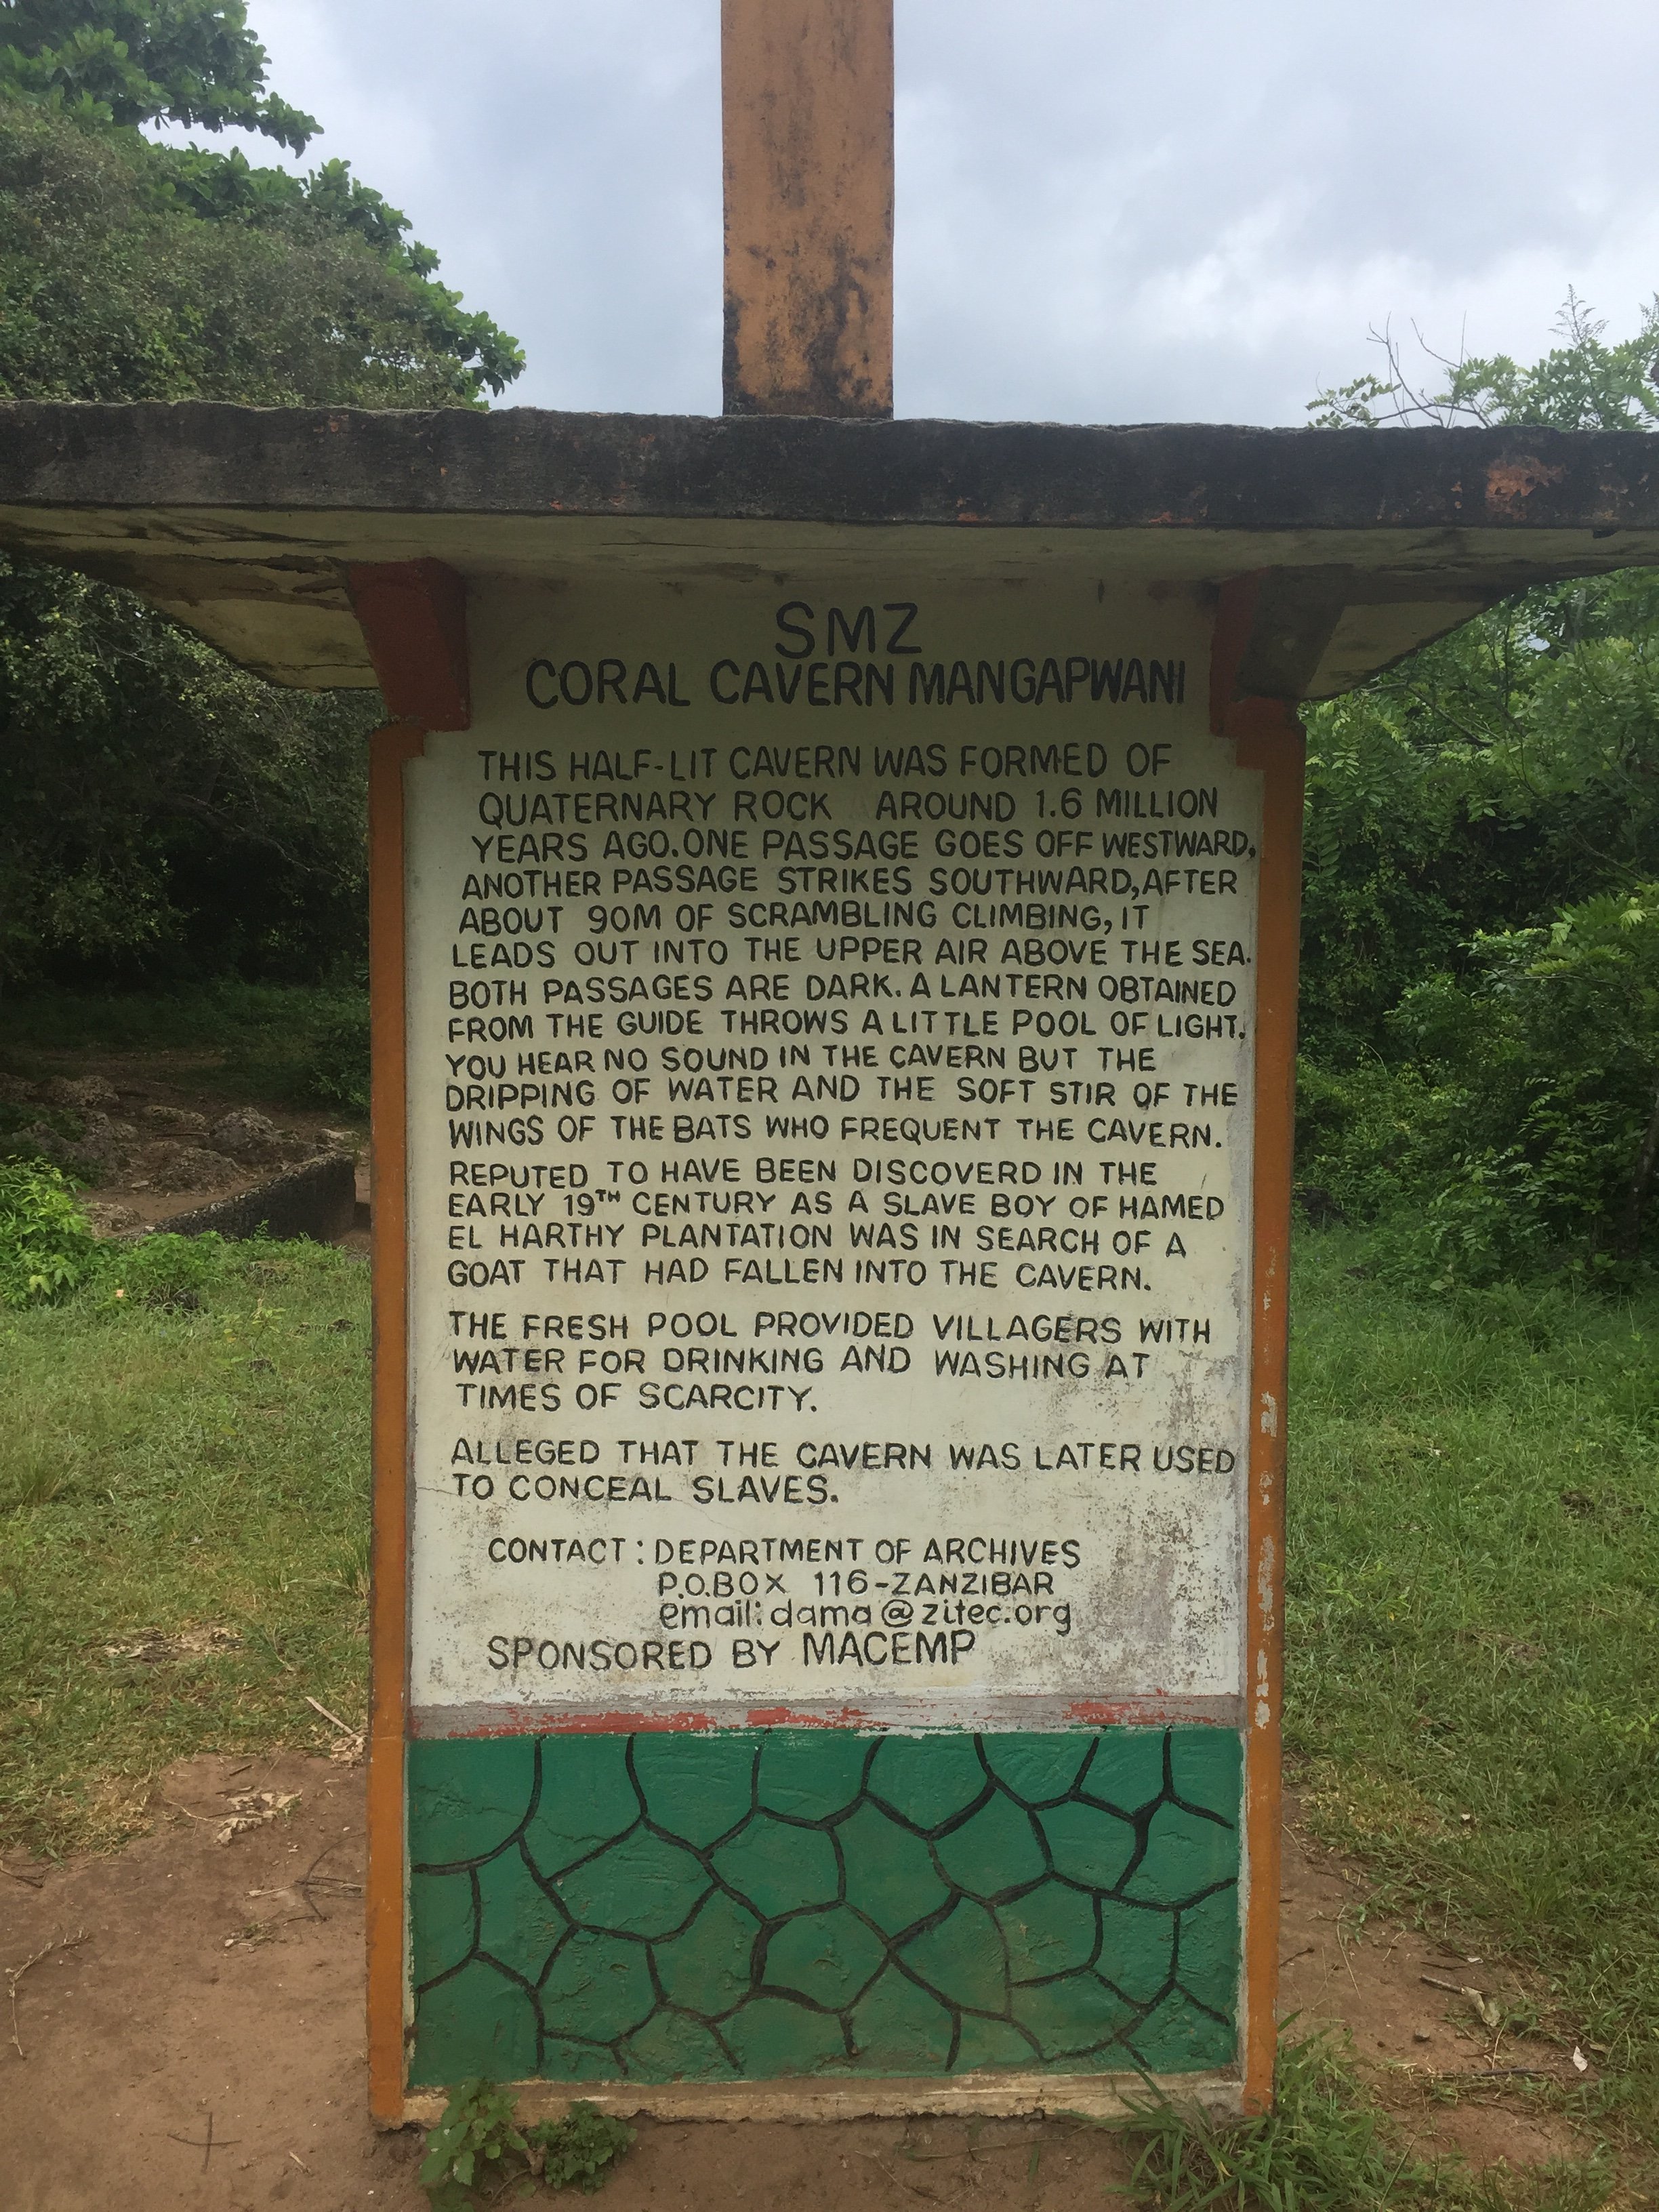 SMZ
CORAL CAVERN MANGAPWANI
THIS HALF-LIT CAVERN WAS FORMED OF
QUATERNARY ROCK AROUND 1.6 MILLION
YEARS AGO. ONE PASSAGE GOES OFF WESTWARD,
ANOTHER PASSAGE STRIKES SOUTHWARD, AFTER
ABOUT 90M OF SCRAMBLING CLIMBING, IT
LEADS OUT INTO THE UPPER AIR ABOVE THE SEA.
BOTH PASSAGES ARE DARK. A LANTERN OBTAINED
FROM THE GUIDE THROWS A LITTLE POOL OF LIGHT.
YOU HEAR NO SOUND IN THE CAVERN BUT THE
DRIPPING OF WATER AND THE SOFT STIR OF THE
WINGS OF THE BATS WHO FREQUENT THE CAVERN.
REPUTED TO HAVE BEEN DISCOVERD IN THE
EARLY 19TH CENTURY AS A SLAVE BOY OF HAMED
EL HARTHY PLANTATION WAS IN SEARCH OF A
GOAT THAT HAD FALLEN INTO THE CAVERN.
THE FRESH POOL PROVIDED VILLAGERS WITH
WATER FOR DRINKING AND WASHING AT
TIMES OF SCARCITY.
ALLEGED THAT THE CAVERN WAS LATER USED
TO CONCEAL SLAVES.
CONTACT : DEPARTMENT OF ARCHIVES
P.O.BOX 116-ZANZIBAR
email: dama@zitec.org
SPONSORED BY MACEMP